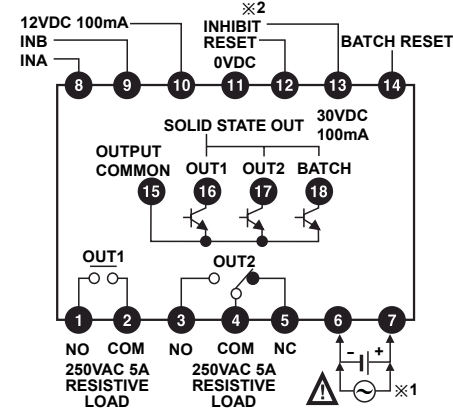 ※2
12VDC 100mA
INHIBIT
INB
RESET
BATCH RESET
INA
0VDC
8 9 10 11 12 13 14
SOLID STATE OUT
30VDC
100mA
OUTPUT
COMMON
OUT1 OUT2 BATCH
15 16 17 18
OUT1
OUT2
1 2 3 4 5 6 7
NO COM NO COM NC
- +
250VAC 5A
RESISTIVE
LOAD
250VAC 5A
RESISTIVE
LOAD
!
※1